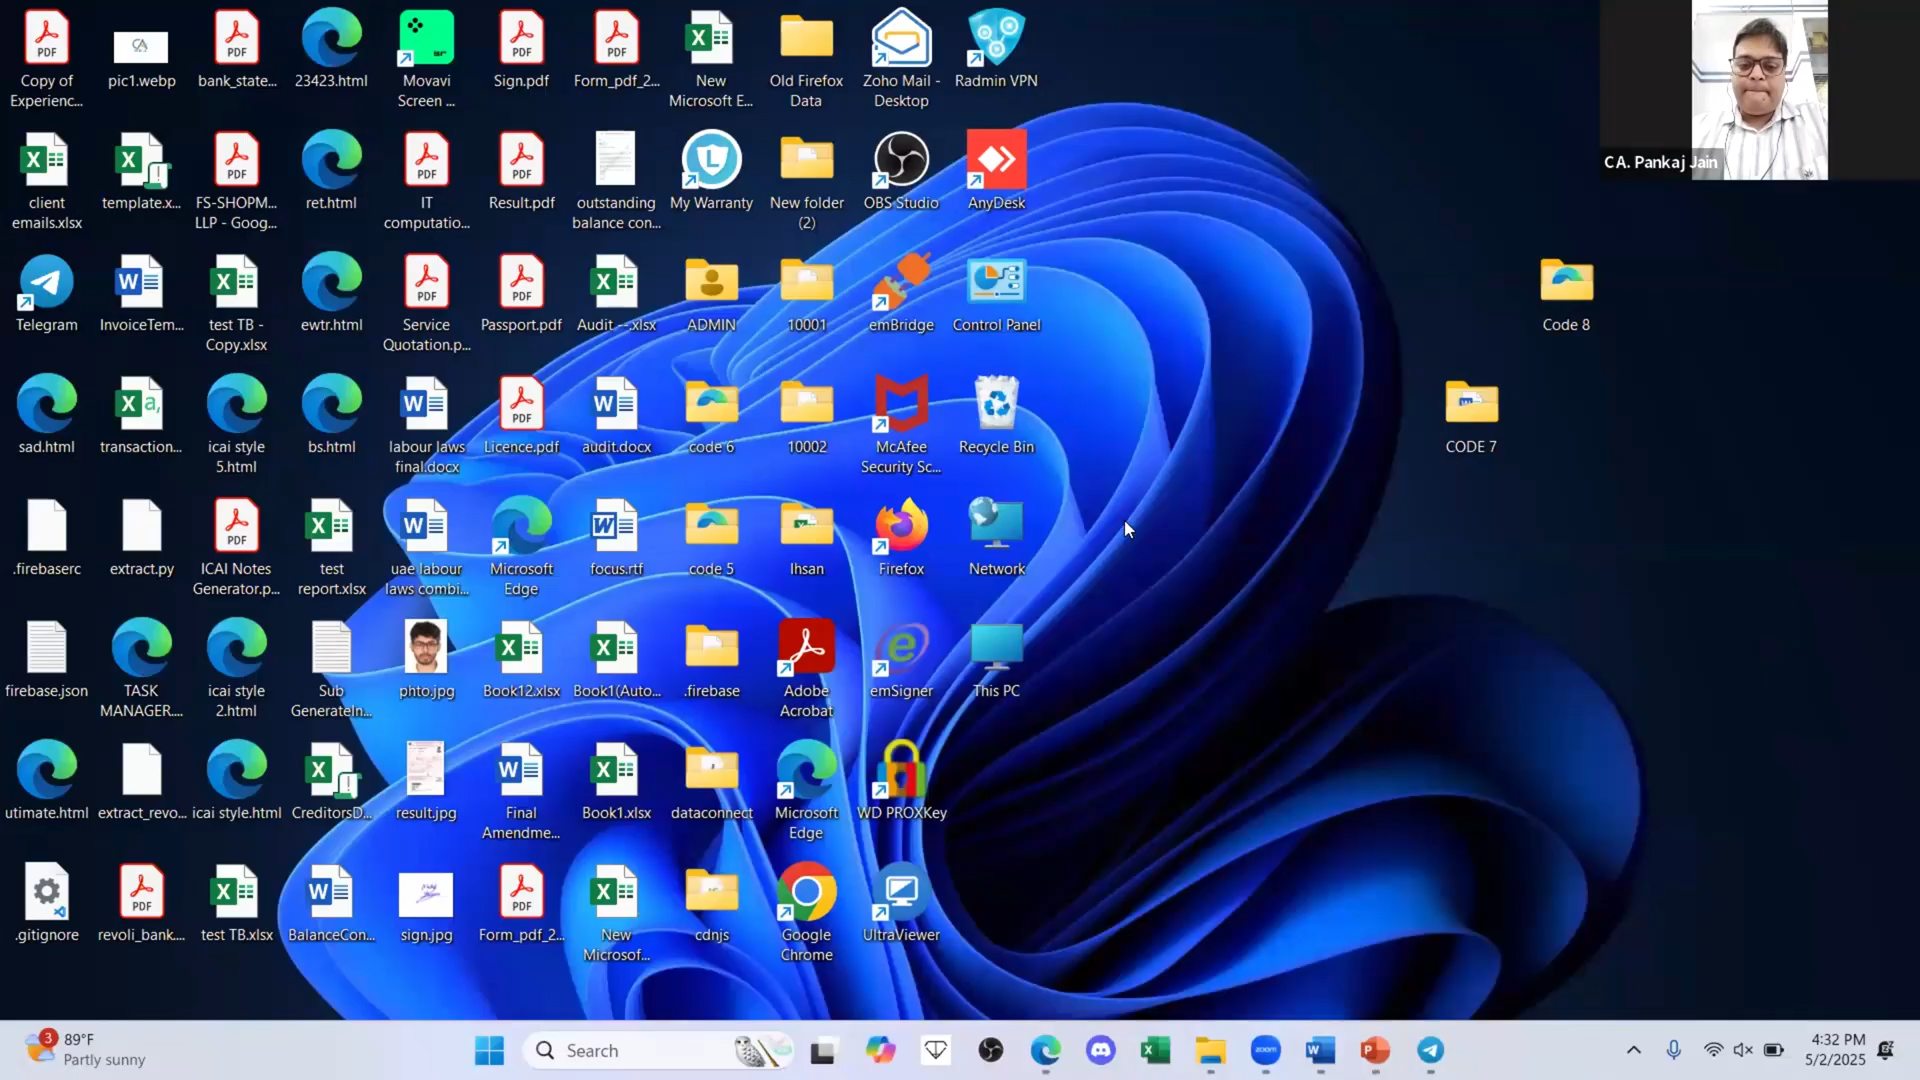 Copy of
Experienc...
pic1.webp
bank_state...
23423.html
Movavi
Screen ...
Sign.pdf
Form_pdf_2...
New
Microsoft E...
Old Firefox
Data
Zoho Mail -
Desktop
Radmin VPN
CA. Pankaj Jain
client
emails.xlsx
template.x...
FS-SHOPM...
LLP - Goog...
ret.html
IT
computatio...
Result.pdf
outstanding
balance con...
My Warranty
New folder
(2)
OBS Studio
AnyDesk
Telegram
InvoiceTem...
test TB -
Copy.xlsx
ewtr.html
Service
Quotation.p...
Passport.pdf
Audit --.xlsx
ADMIN
10001
emBridge
Control Panel
Code 8
sad.html
transaction...
icai style
5.html
bs.html
labour laws
final.docx
Licence.pdf
audit.docx
code 6
10002
McAfee
Security Sc...
Recycle Bin
CODE 7
.firebaserc
extract.py
ICAI Notes
Generator.p...
test
report.xlsx
uae labour
laws combi...
Microsoft
Edge
focus.rtf
code 5
Ihsan
Firefox
Network
firebase.json
TASK
MANAGER....
icai style
2.html
Sub
GenerateIn...
phto.jpg
Book12.xlsx
Book1(Auto...
.firebase
Adobe
Acrobat
emSigner
This PC
utimate.html
extract_revo...
icai style.html
CreditorsD...
result.jpg
Final
Amendme...
Book1.xlsx
dataconnect
Microsoft
Edge
WD PROXKey
.gitignore
revoli_bank....
test TB.xlsx
BalanceCon...
sign.jpg
Form_pdf_2...
New
Microsof...
cdnjs
Google
Chrome
UltraViewer
3
89°F
Partly sunny
Search
zoom
4:32 PM
5/2/2025